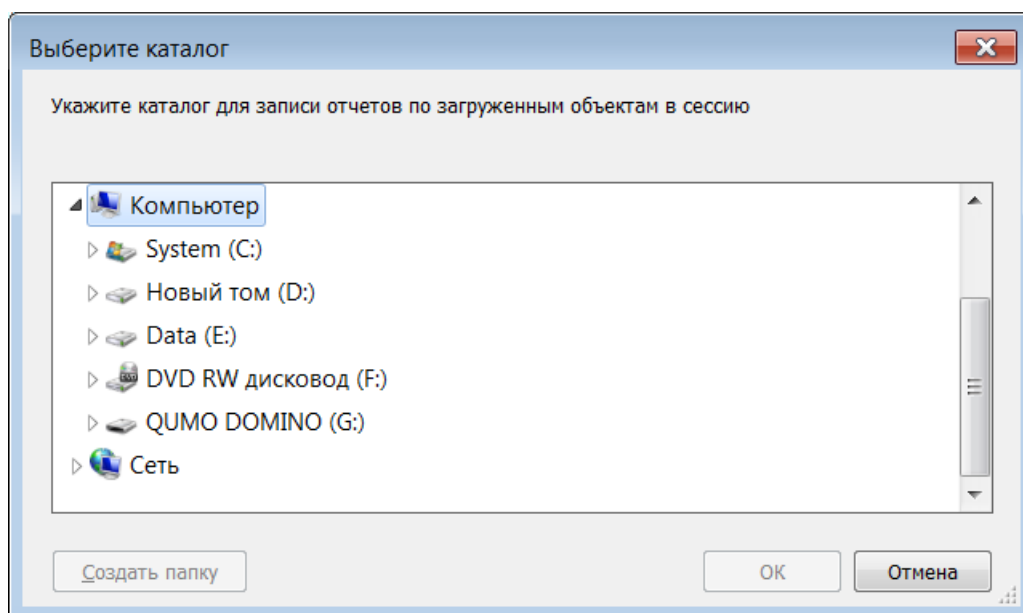 Выберите каталог
Укажите каталог для записи отчетов по загруженным объектам в сессию
Компьютер
System (C:)
Новый том (D:)
Data (E:)
DVD RW дисковод (F:)
QUMO DOMINO (G:)
Сеть
Создать папку ОК Отмена